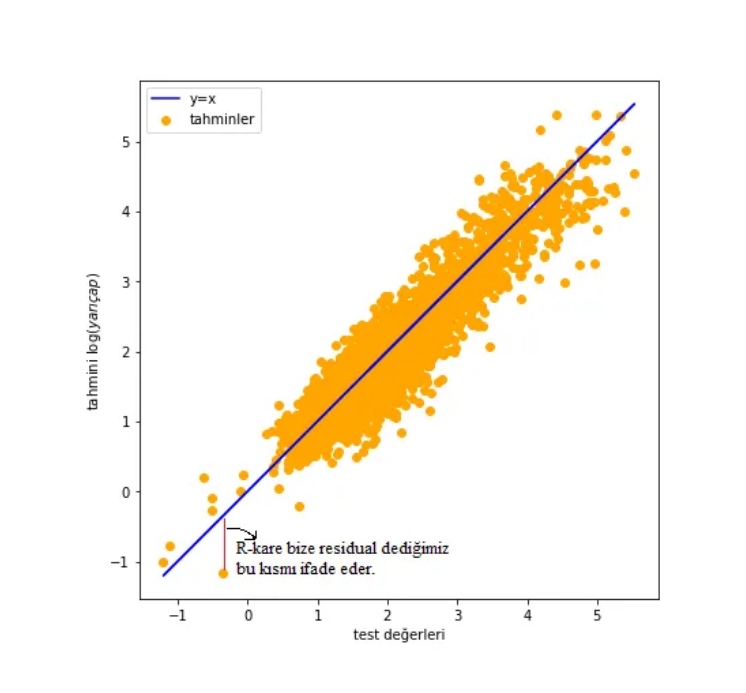 y=x
tahminler
5
4
3
2
1
0
−1
tahmini log(yarıçap)
R-kare bize residual dediğimiz
bu kısmı ifade eder.
−1 0 1 2 3 4 5
test değerleri